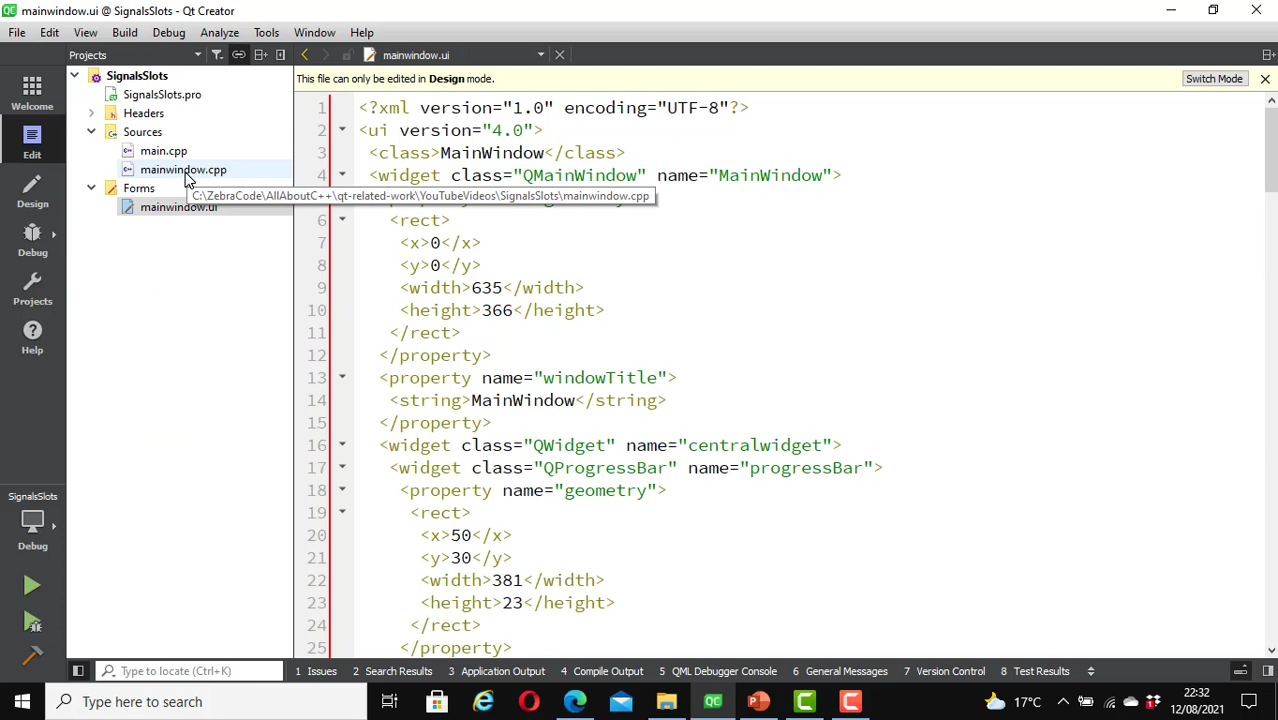 mainwindow.ui @ SignalsSlots - Qt Creator
File Edit View Build Debug Analyze Tools Window Help
Projects
mainwindow.ui
SignalsSlots
SignalsSlots.pro
Headers
Sources
main.cpp
mainwindow.cpp
Forms
mainwindow.ui
C:\ZebraCode\AllAboutC++\qt-related-work\YouTubeVideos\SignalsSlots\mainwindow.cpp
Welcome
Edit
Design
Debug
Projects
Help
SignalsSlots
Debug
This file can only be edited in Design mode.
Switch Mode
1 <?xml version="1.0" encoding="UTF-8"?>
2 <ui version="4.0">
3 <class>MainWindow</class>
4 <widget class="QMainWindow" name="MainWindow">
6 <rect>
7 <x>0</x>
8 <y>0</y>
9 <width>635</width>
10 <height>366</height>
11 </rect>
12 </property>
13 <property name="windowTitle">
14 <string>MainWindow</string>
15 </property>
16 <widget class="QWidget" name="centralwidget">
17 <widget class="QProgressBar" name="progressBar">
18 <property name="geometry">
19 <rect>
20 <x>50</x>
21 <y>30</y>
22 <width>381</width>
23 <height>23</height>
24 </rect>
25 </property>
Type to locate (Ctrl+K)
1 Issues 2 Search Results 3 Application Output 4 Compile Output 5 QML Debugger Console 6 General Messages 7 Version Control 8 Test Results
Type here to search
17°C
22:32
12/08/2021